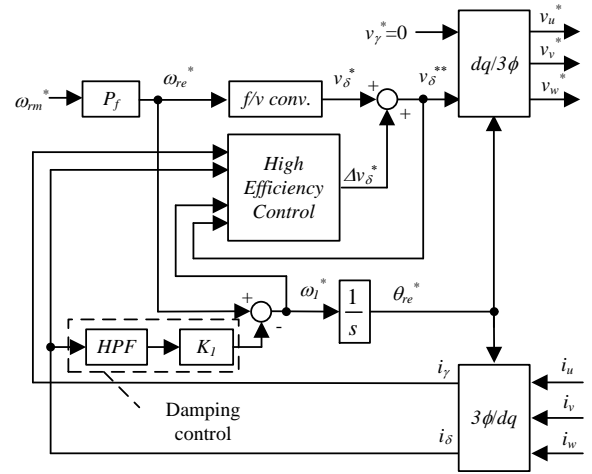 v_γ^*=0
v_u^*
v_v^*
v_w^*
dq/3ϕ
ω_rm^*
P_f
ω_re^*
f/v conv.
v_δ^*
+
+
v_δ^**
High
Efficiency
Control
Δv_δ^*
+
-
ω_1^*
1
s
θ_re^*
HPF
K_1
Damping
control
i_γ
i_δ
3ϕ/dq
i_u
i_v
i_w